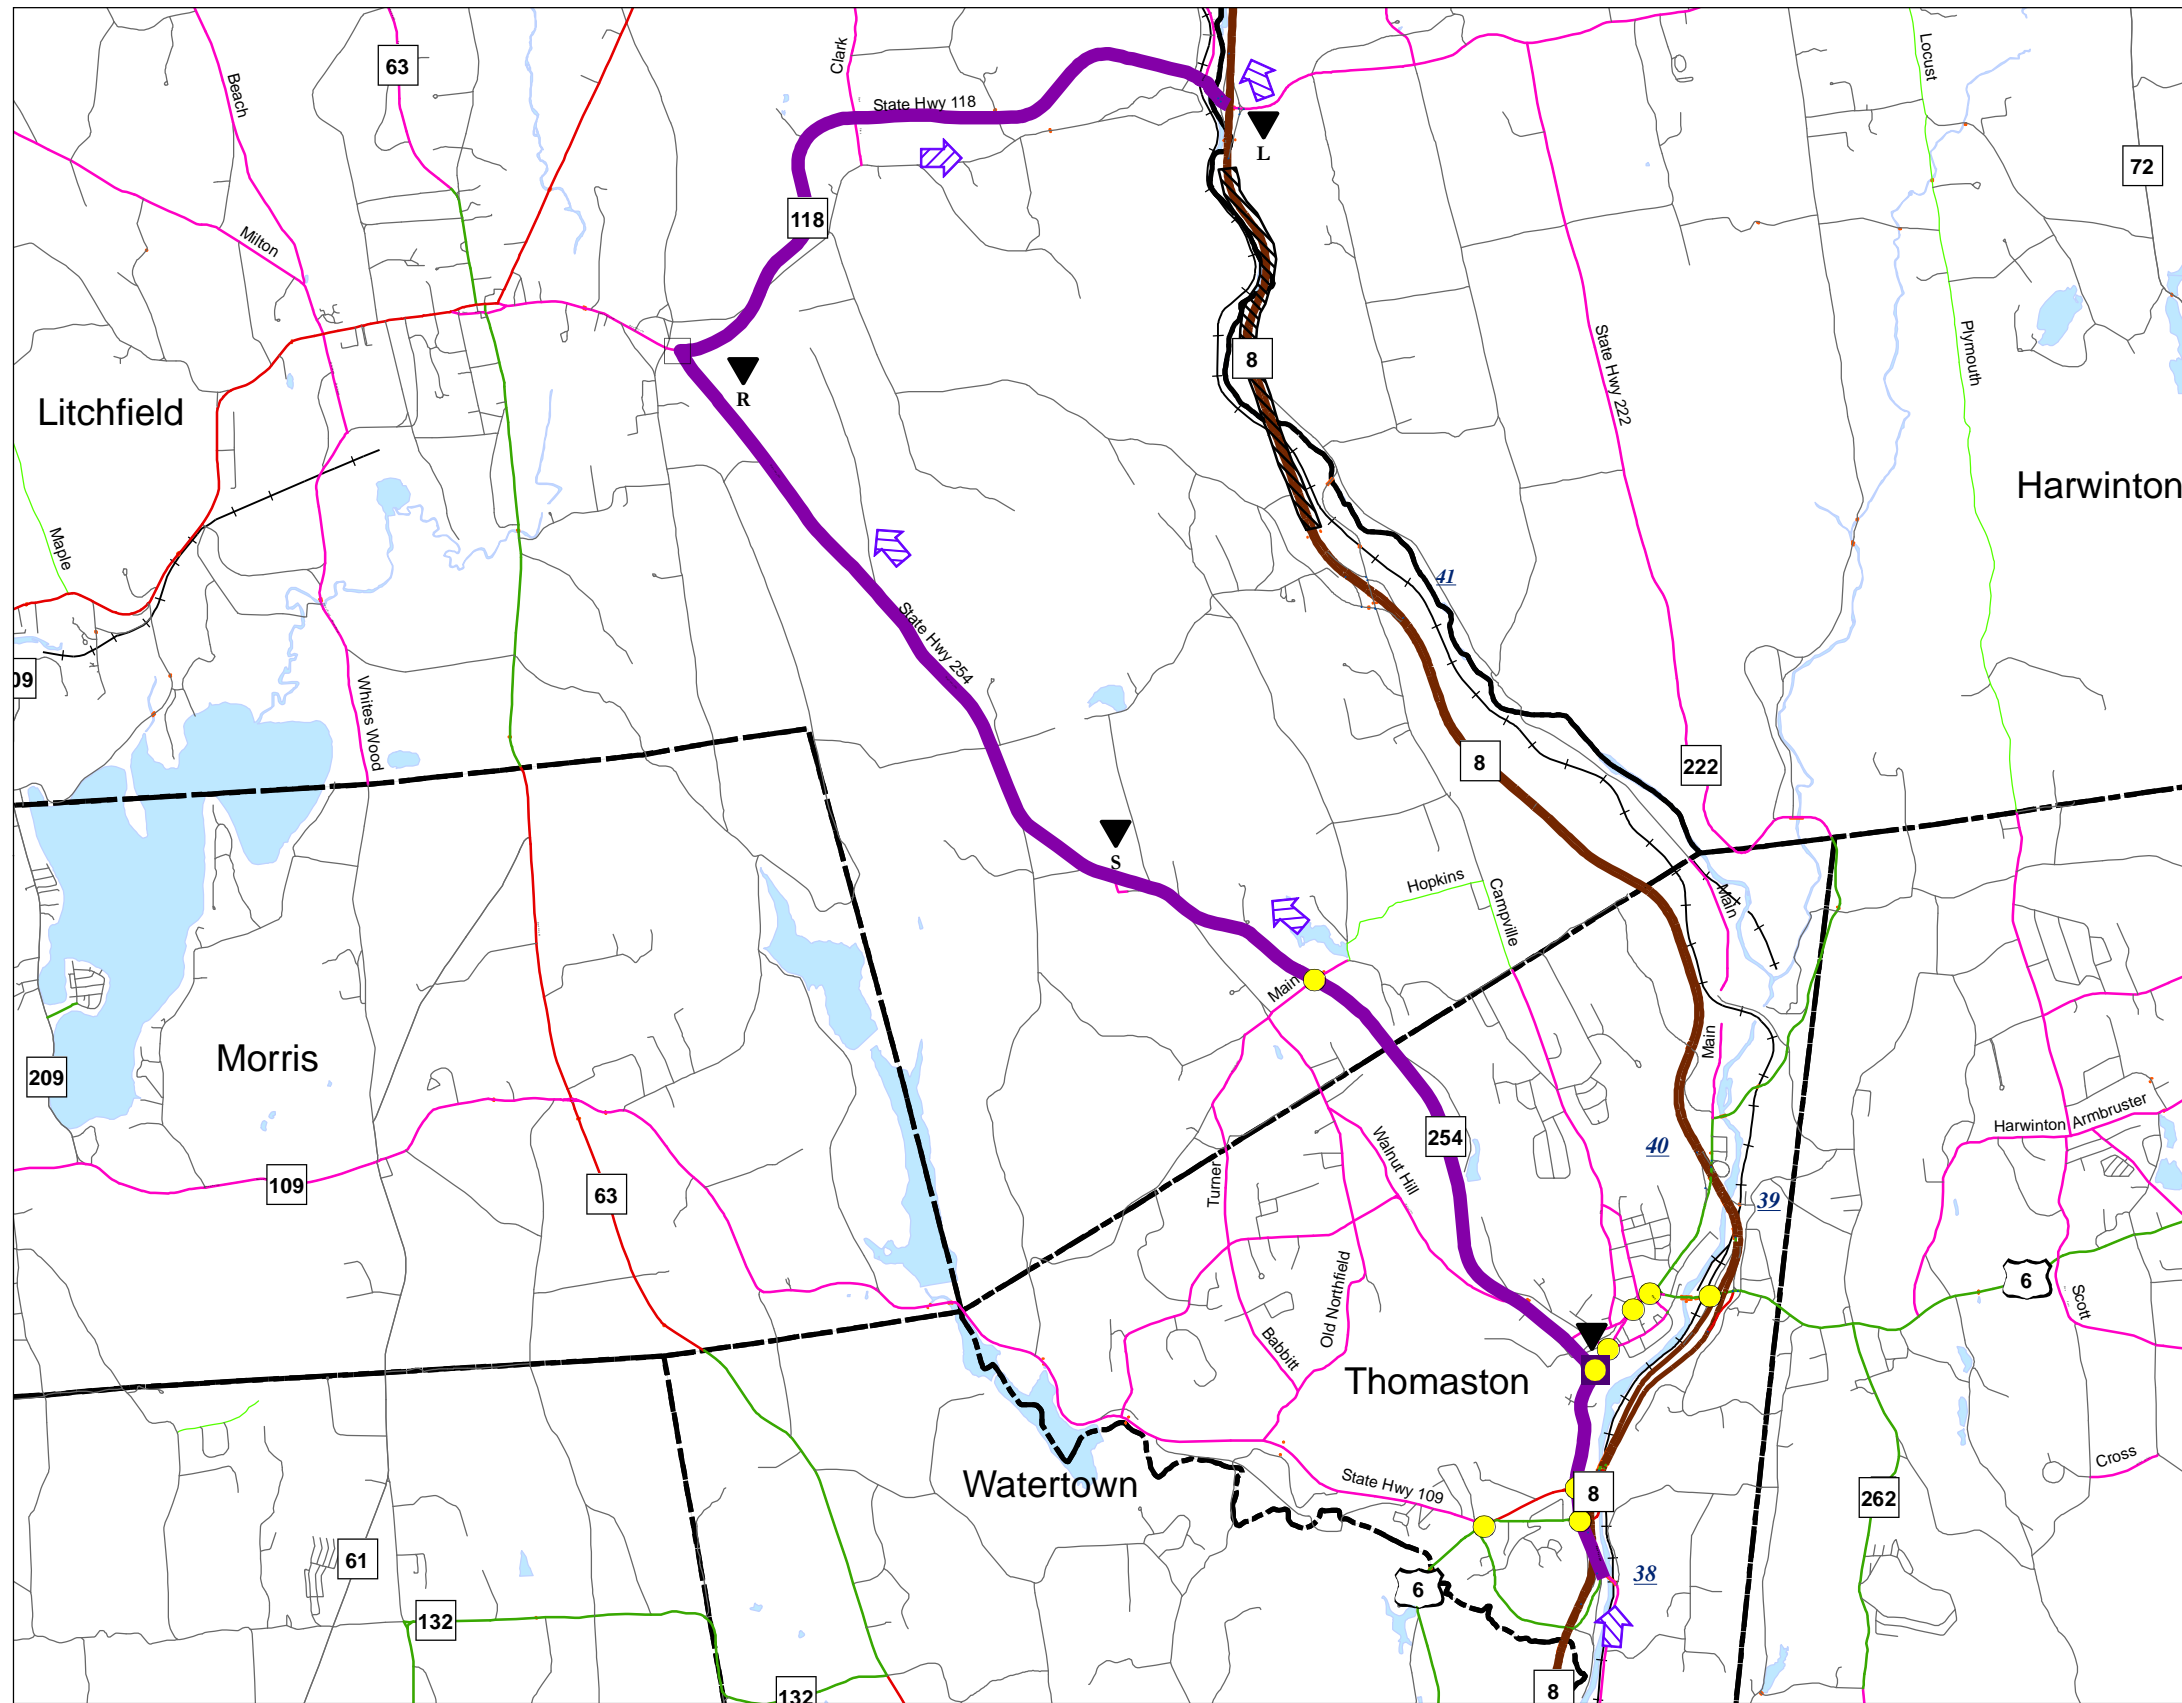 63
Beach
Clark
State Hwy 118
Locust
L
72
118
Milton
8
State Hwy 222
Plymouth
R
Litchfield
Harwinton
Maple
41
State Hwy 254
09
Whites Wood
8
222
S
Hopkins
Campville
Main
Main
Main
Morris
209
Harwinton
Armbruster
254
Walnut Hill
40
Turner
109
63
39
6
Scott
Old Northfield
Babbitt
Thomaston
Watertown
State Hwy 109
Cross
8
262
61
38
6
132
132
8